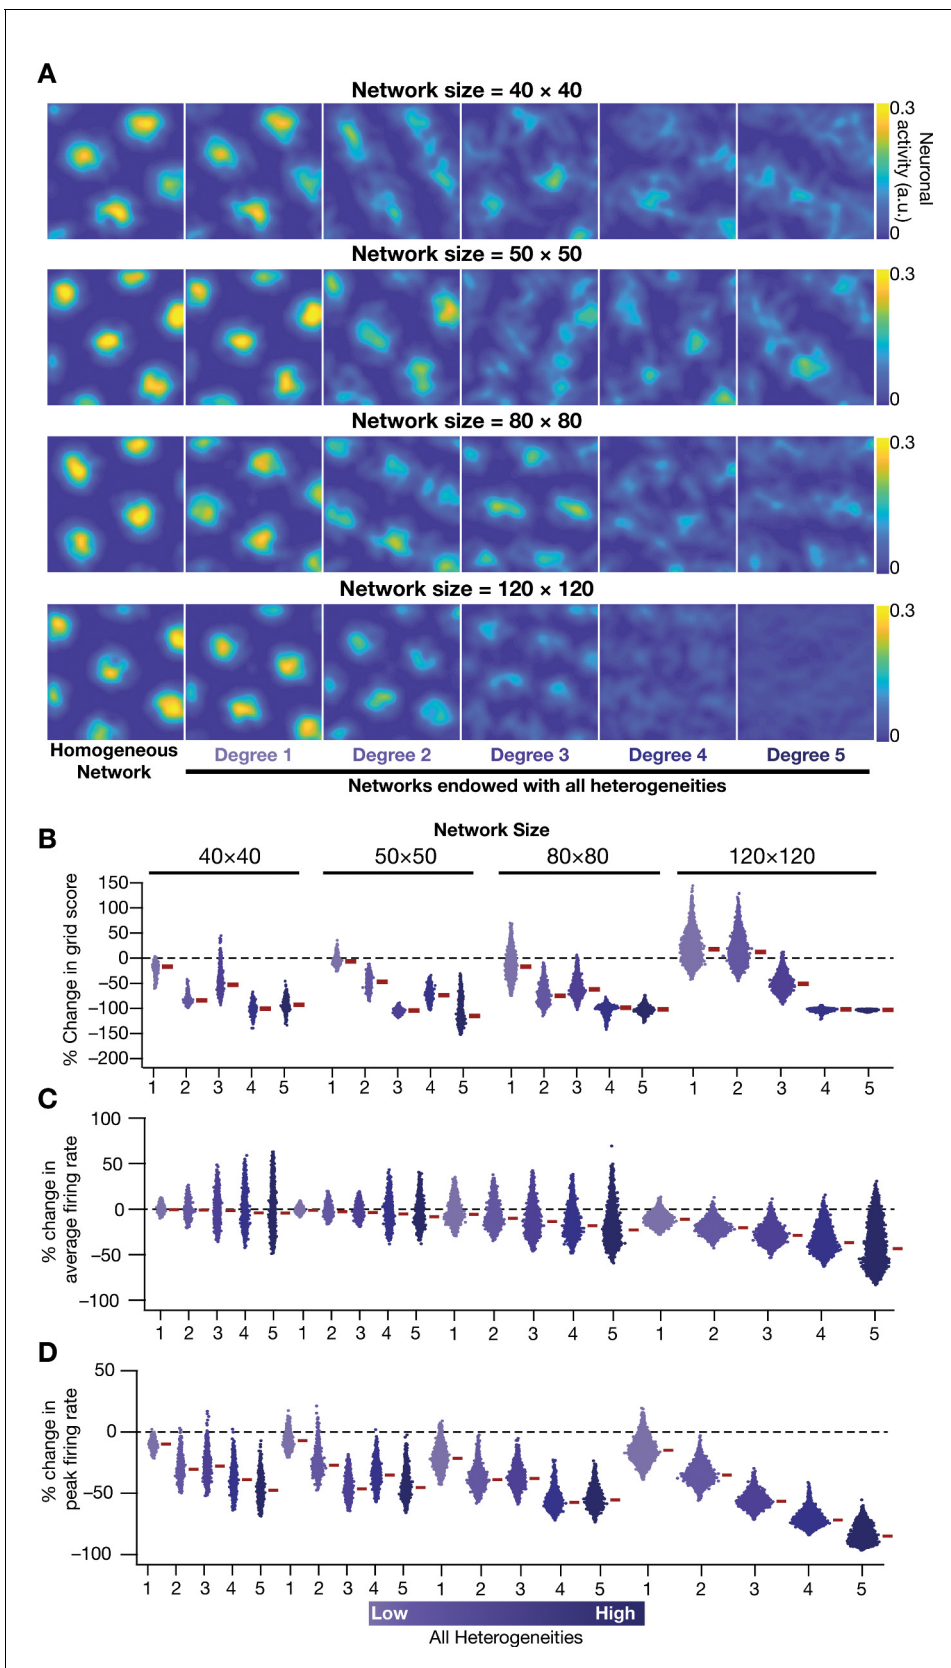 A
Network size = 40 × 40
0.3
0
Neuronal
activity (a.u.)
Network size = 50 × 50
0.3
0
Network size = 80 × 80
0.3
0
Network size = 120 × 120
0.3
0
Homogeneous
Network
Degree 1 Degree 2 Degree 3 Degree 4 Degree 5
Networks endowed with all heterogeneities
B
Network Size
40×40 50×50 80×80 120×120
% Change in grid score
150
100
50
0
−50
−100
−150
−200
1 2 3 4 5 1 2 3 4 5 1 2 3 4 5 1 2 3 4 5
C
% change in
average firing rate
100
50
0
−50
−100
1 2 3 4 5 1 2 3 4 5 1 2 3 4 5 1 2 3 4 5
D
% change in
peak firing rate
50
0
−50
−100
1 2 3 4 5 1 2 3 4 5 1 2 3 4 5 1 2 3 4 5
Low High
All Heterogeneities